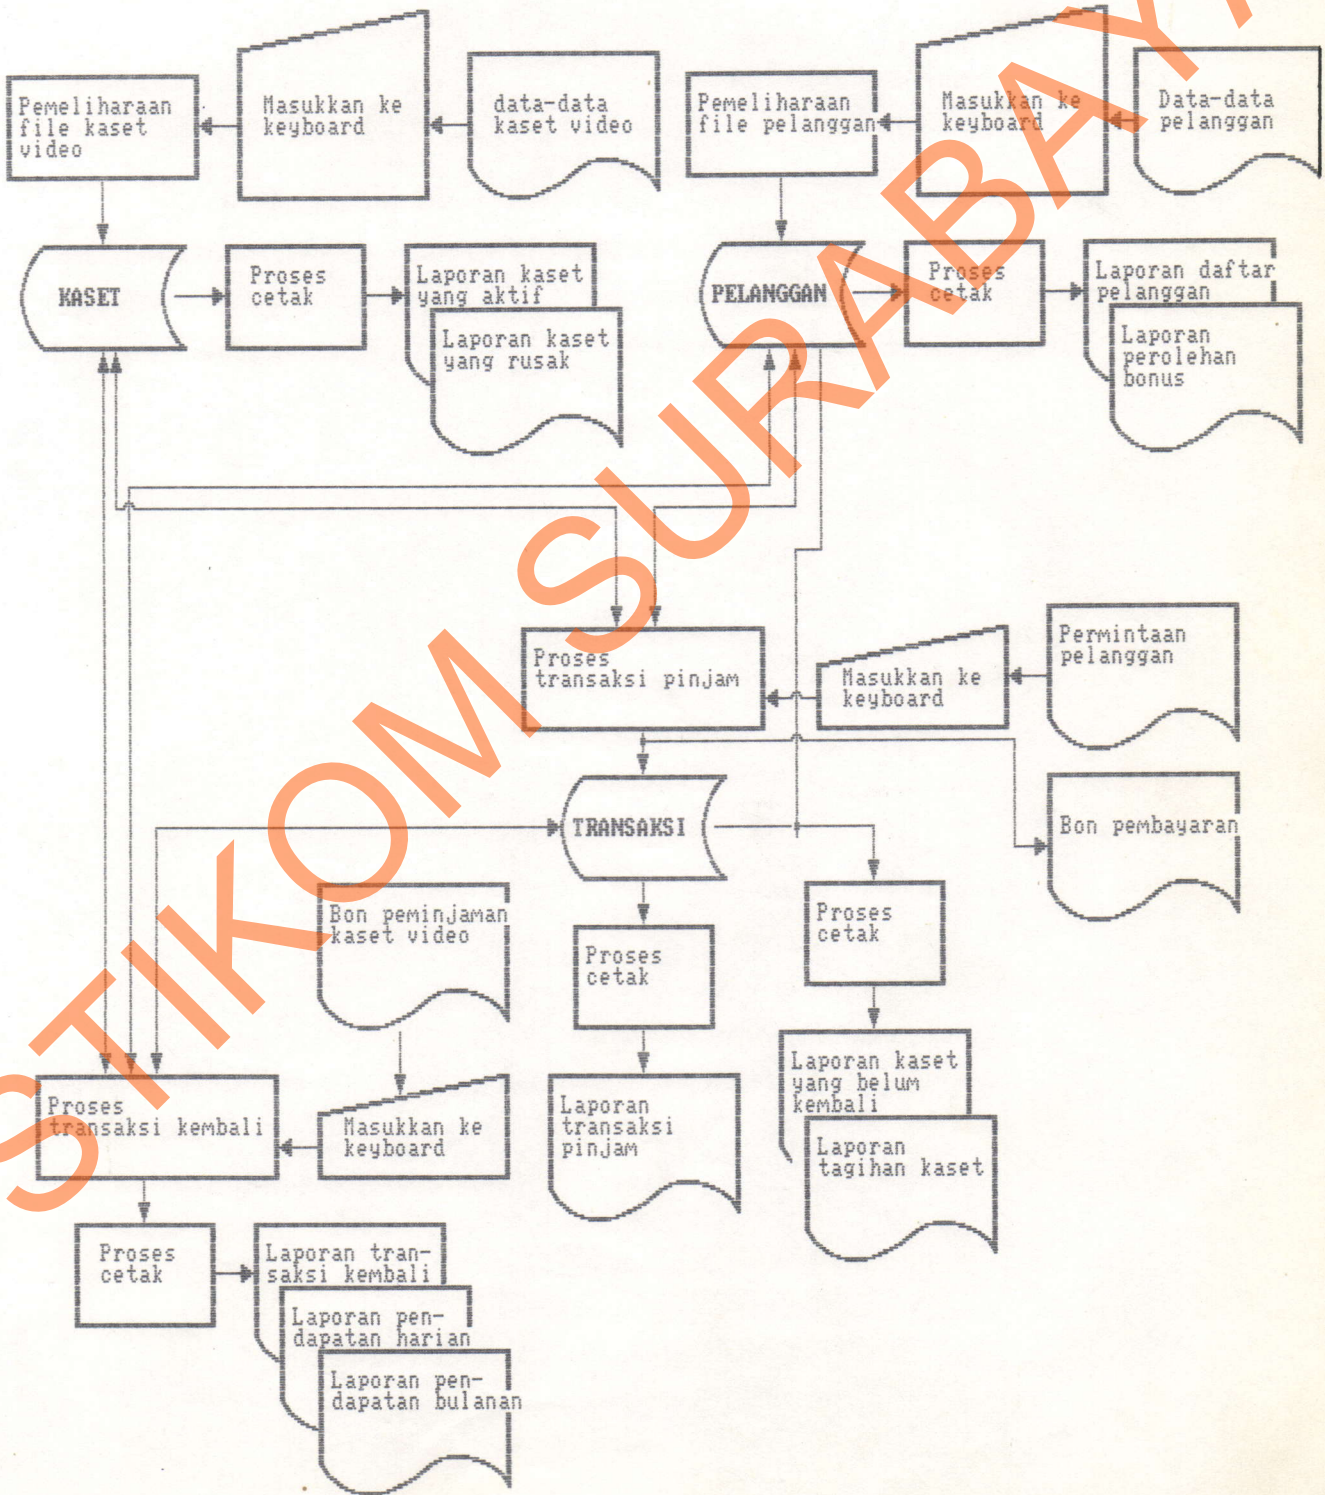 Pemeliharaan
file kaset
video
Masukkan ke
keyboard
data-data
kaset video
Pemeliharaan
file pelanggan
Masukkan ke
keyboard
Data-data
pelanggan
KASET
Proses
cetak
Laporan kaset
yang aktif
Laporan kaset
yang rusak
PELANGGAN
Proses
cetak
Laporan daftar
pelanggan
Laporan
perolehan
bonus
Proses
transaksi pinjam
Masukkan ke
keyboard
Permintaan
pelanggan
TRANSAKSI
Bon pembayaran
Bon peminjaman
kaset video
Proses
cetak
Proses
cetak
Proses
transaksi kembali
Masukkan ke
keyboard
Laporan
transaksi
pinjam
Laporan kaset
yang belum
kembali
Laporan
tagihan kaset
Proses
cetak
Laporan tran-
saksi kembali
Laporan pen-
dapatan harian
Laporan pen-
dapatan bulanan
STIKOM SURABAYA